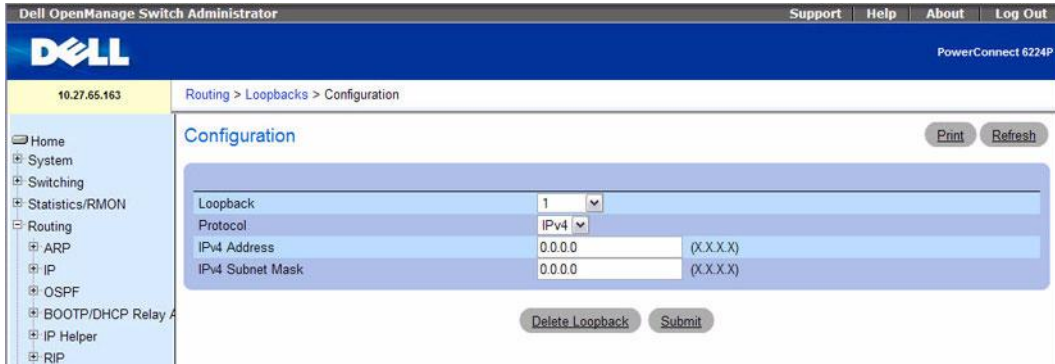 Dell OpenManage Switch Administrator
Support Help About Log Out
DELL
PowerConnect 6224P
10.27.65.163
Routing > Loopbacks > Configuration
Home
System
Switching
Statistics/RMON
Routing
ARP
IP
OSPF
BOOTP/DHCP Relay A
IP Helper
RIP
Configuration
Print
Refresh
Loopback 1
Protocol IPv4
IPv4 Address 0.0.0.0 (X.X.X.X)
IPv4 Subnet Mask 0.0.0.0 (X.X.X.X)
Delete Loopback
Submit